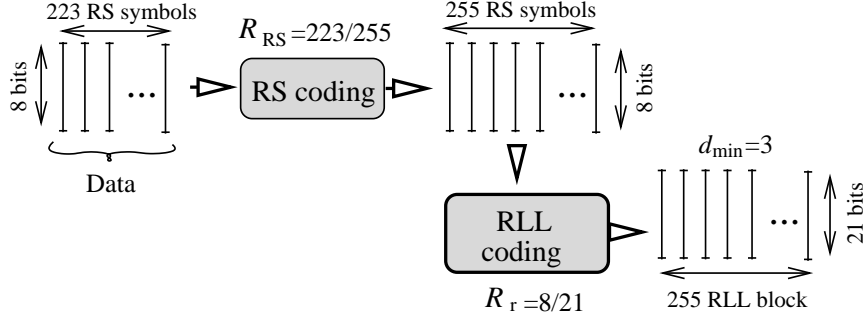 223 RS symbols
8 bits
...
Data
R RS =223/255
RS coding
255 RS symbols
...
8 bits
RLL
coding
R r =8/21
d min =3
...
21 bits
255 RLL block